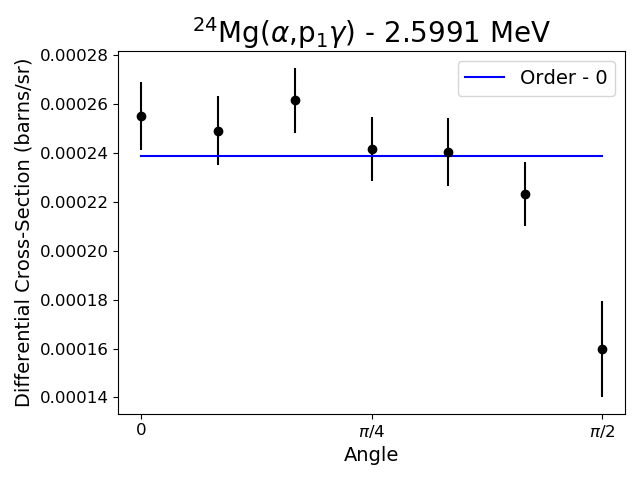 ²⁴Mg(α,p₁γ) - 2.5991 MeV
Order - 0
Differential Cross-Section (barns/sr)
0.00028
0.00026
0.00024
0.00022
0.00020
0.00018
0.00016
0.00014
0
π/4
π/2
Angle